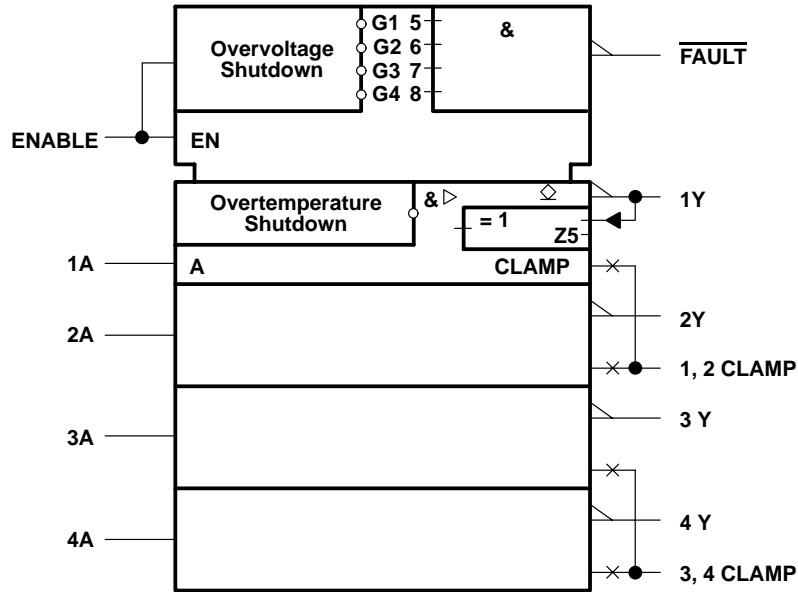 Overvoltage
Shutdown
G1 5
G2 6
G3 7
G4 8
&
FAULT
ENABLE
EN
Overtemperature
Shutdown
&
1Y
= 1
Z5
1A
A
CLAMP
2Y
2A
1, 2 CLAMP
3 Y
3A
4 Y
4A
3, 4 CLAMP